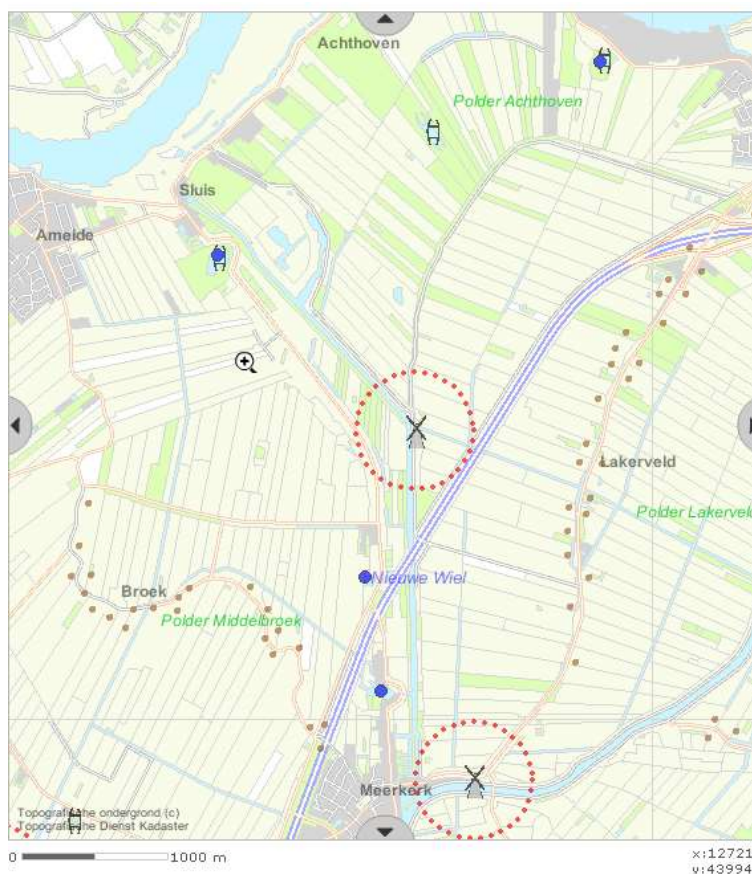 Achthoven
Polder Achthoven
Sluis
Ameide
Lakerveld
Polder Lakerveld
Nieuwe Wiel
Broek
Polder Middelbroek
Meerkerk
Topografische ondergrond (c)
Topografische Dienst Kadaster
0 1000 m
x:12721
y:43994